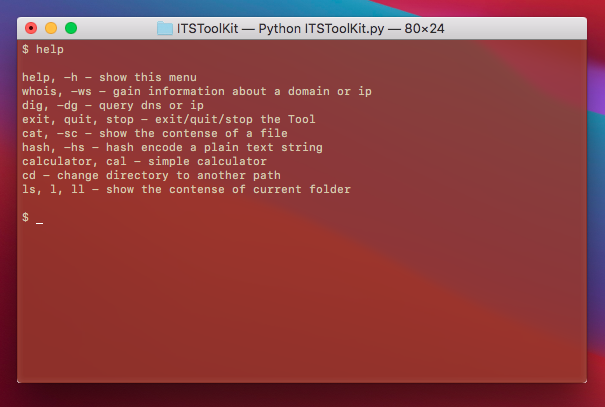 ITSToolKit — Python ITSToolKit.py — 80×24
$ help
help, -h - show this menu
whois, -ws - gain information about a domain or ip
dig, -dg - query dns or ip
exit, quit, stop - exit/quit/stop the Tool
cat, -sc - show the contense of a file
hash, -hs - hash encode a plain text string
calculator, cal - simple calculator
cd - change directory to another path
ls, l, ll - show the contense of current folder
$ _